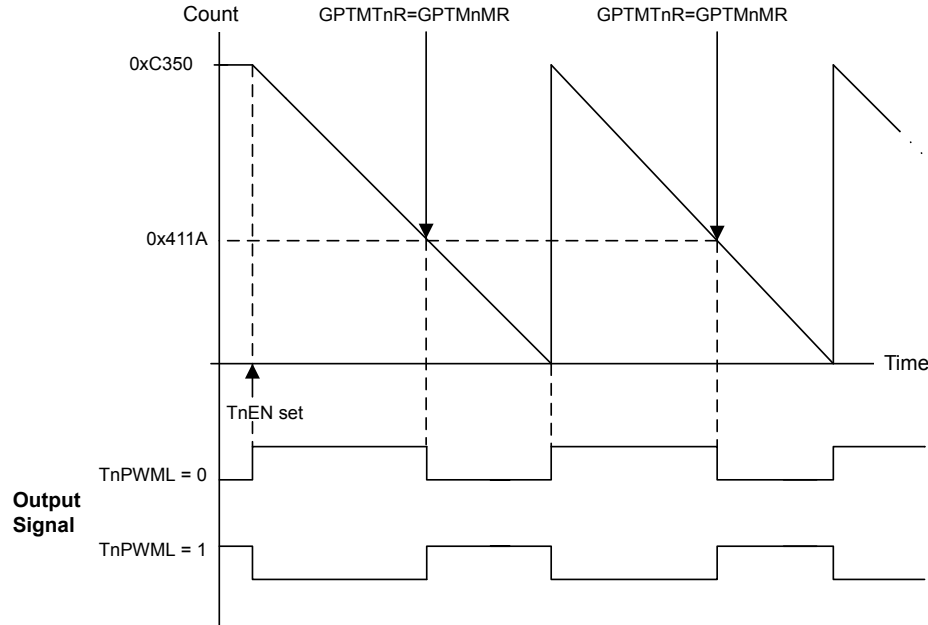 Count
GPTMTnR=GPTMnMR
GPTMTnR=GPTMnMR
0xC350
0x411A
Time
TnEN set
TnPWML = 0
Output
Signal
TnPWML = 1